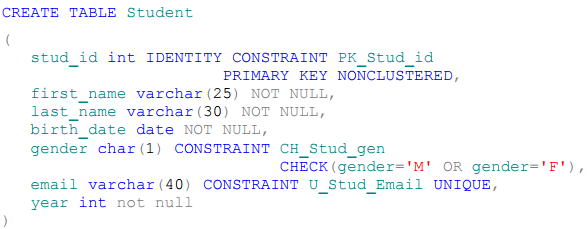 CREATE TABLE Student
(
stud_id int IDENTITY CONSTRAINT PK_Stud_id
PRIMARY KEY NONCLUSTERED,
first_name varchar(25) NOT NULL,
last_name varchar(30) NOT NULL,
birth_date date NOT NULL,
gender char(1) CONSTRAINT CH_Stud_gen
CHECK(gender='M' OR gender='F'),
email varchar(40) CONSTRAINT U_Stud_Email UNIQUE,
year int not null
)